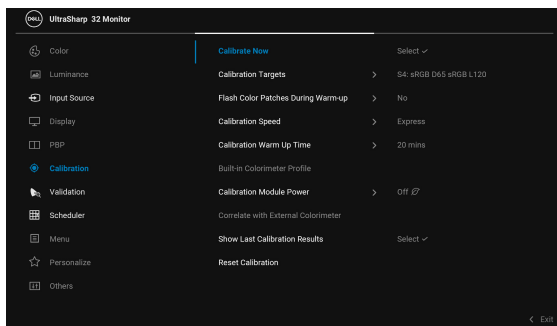 DELL UltraSharp 32 Monitor
Color
Calibrate Now Select
Luminance
Calibration Targets > S4: sRGB D65 sRGB L120
Input Source
Flash Color Patches During Warm-up > No
Display
Calibration Speed > Express
PBP
Calibration Warm Up Time > 20 mins
Calibration
Built-in Colorimeter Profile
Validation
Calibration Module Power > Off
Scheduler
Correlate with External Colorimeter
Menu
Show Last Calibration Results Select
Personalize
Reset Calibration
Others
< Exit